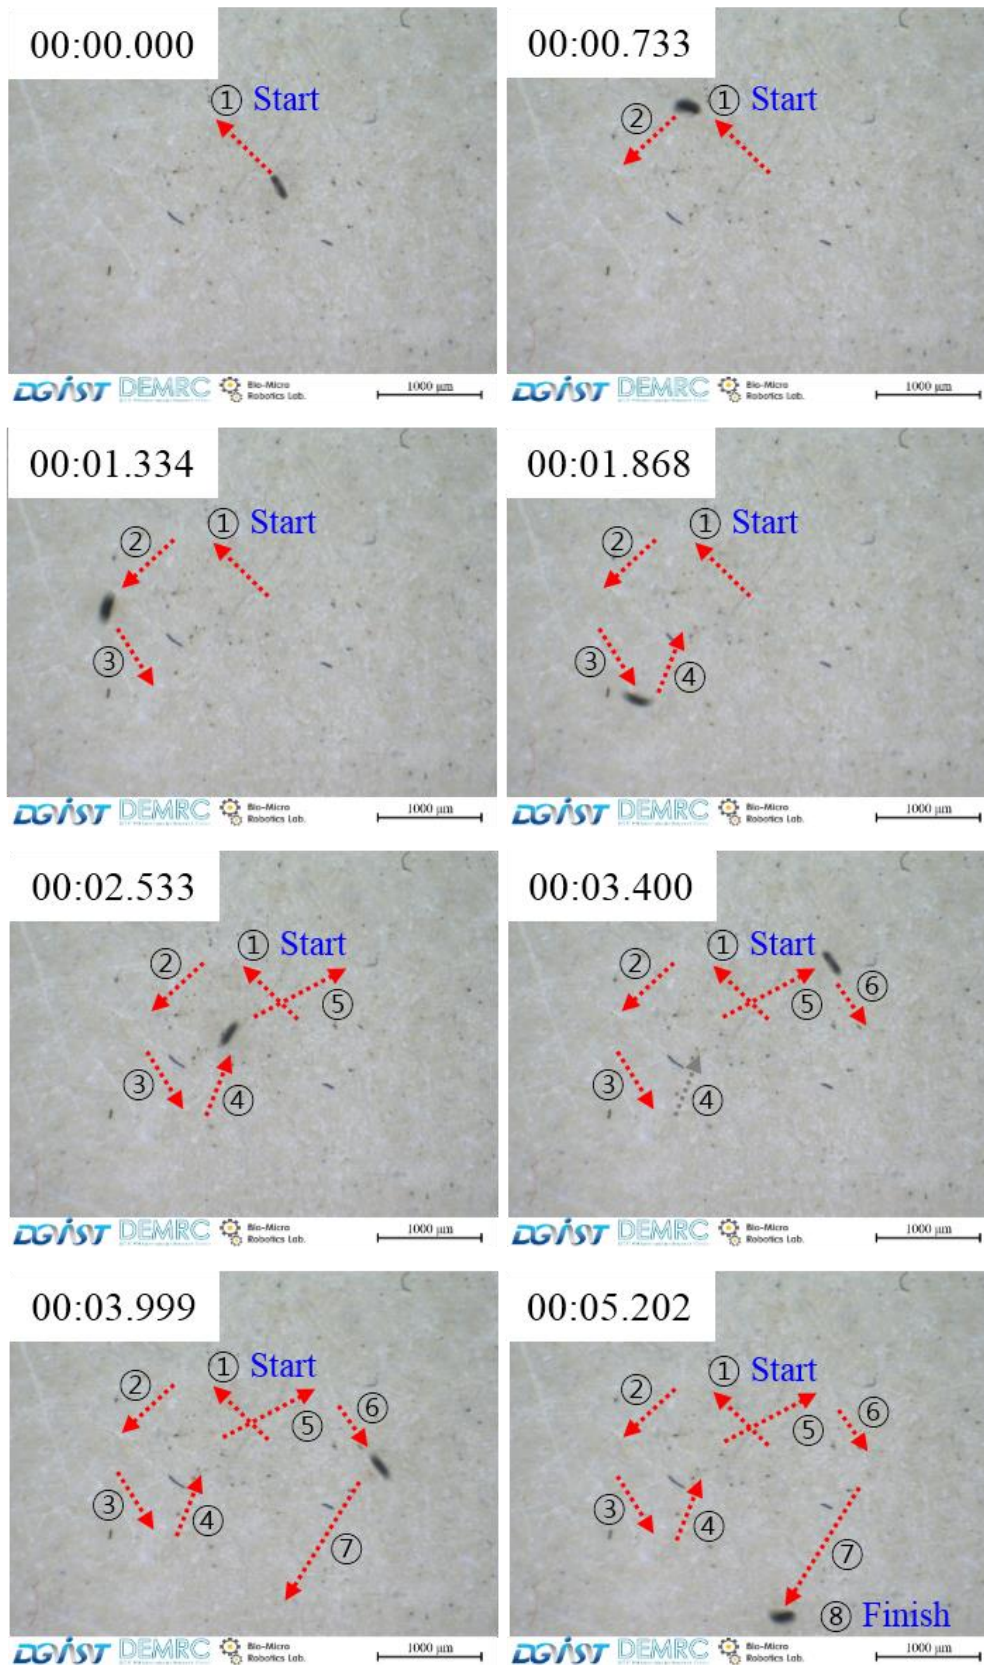 00:00.000
① Start
DGIST DEMRC Bio-Micro Robotics Lab. 1000 μm
00:00.733
② ① Start
DGIST DEMRC Bio-Micro Robotics Lab. 1000 μm
00:01.334
② ① Start
③
DGIST DEMRC Bio-Micro Robotics Lab. 1000 μm
00:01.868
② ① Start
③ ④
DGIST DEMRC Bio-Micro Robotics Lab. 1000 μm
00:02.533
② ① Start
⑤
③ ④
DGIST DEMRC Bio-Micro Robotics Lab. 1000 μm
00:03.400
② ① Start
⑤ ⑥
③ ④
DGIST DEMRC Bio-Micro Robotics Lab. 1000 μm
00:03.999
② ① Start
⑤ ⑥
③ ④
⑦
DGIST DEMRC Bio-Micro Robotics Lab. 1000 μm
00:05.202
② ① Start
⑤ ⑥
③ ④
⑦
⑧ Finish
DGIST DEMRC Bio-Micro Robotics Lab. 1000 μm